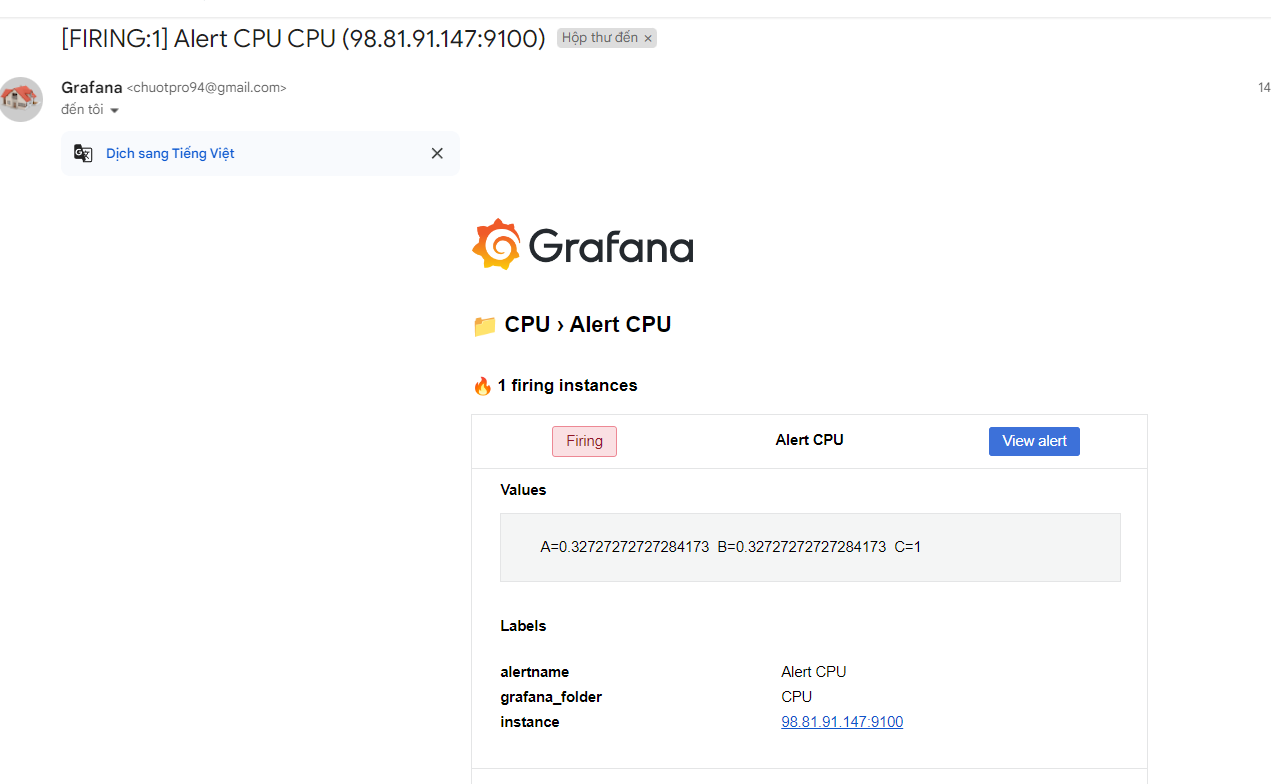 [FIRING:1] Alert CPU CPU (98.81.91.147:9100) Hộp thư đến ×
Grafana <chuotpro94@gmail.com> 14
đến tôi
Dịch sang Tiếng Việt
Grafana
CPU › Alert CPU
1 firing instances
Firing Alert CPU View alert
Values
A=0.32727272727284173 B=0.32727272727284173 C=1
Labels
alertname Alert CPU
grafana_folder CPU
instance 98.81.91.147:9100